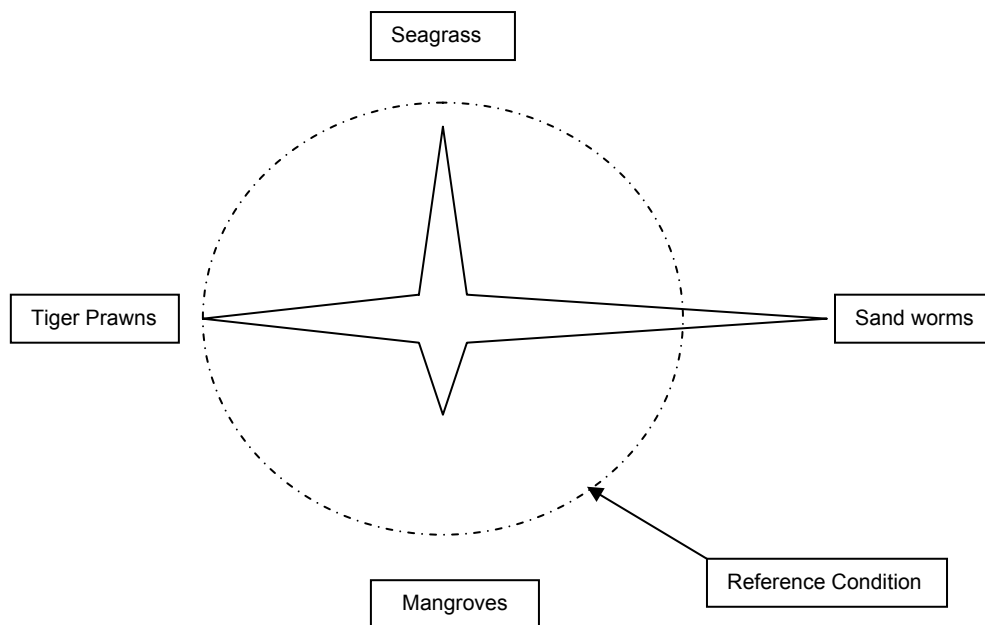 Seagrass
Tiger Prawns
Sand worms
Reference Condition
Mangroves